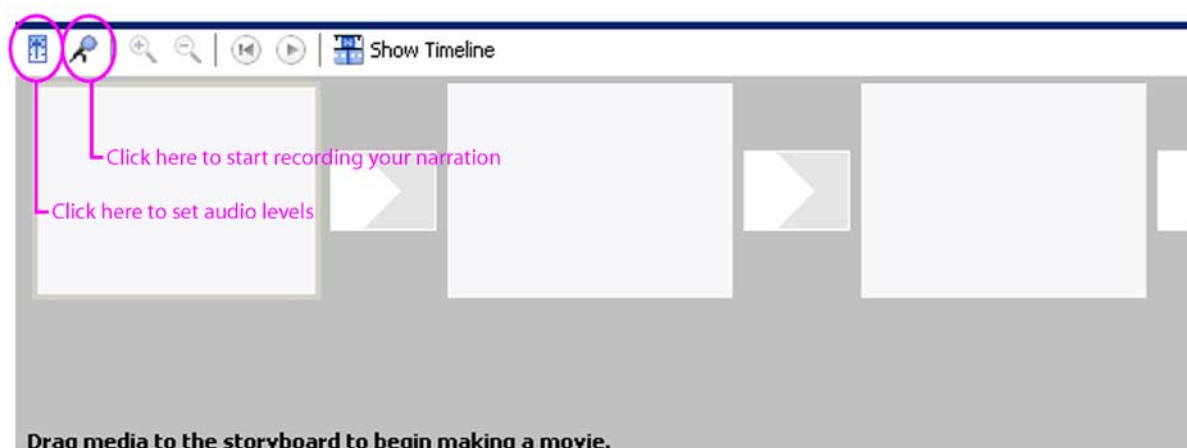 Show Timeline
Click here to start recording your narration
Click here to set audio levels
Drag media to the storyboard to begin making a movie.